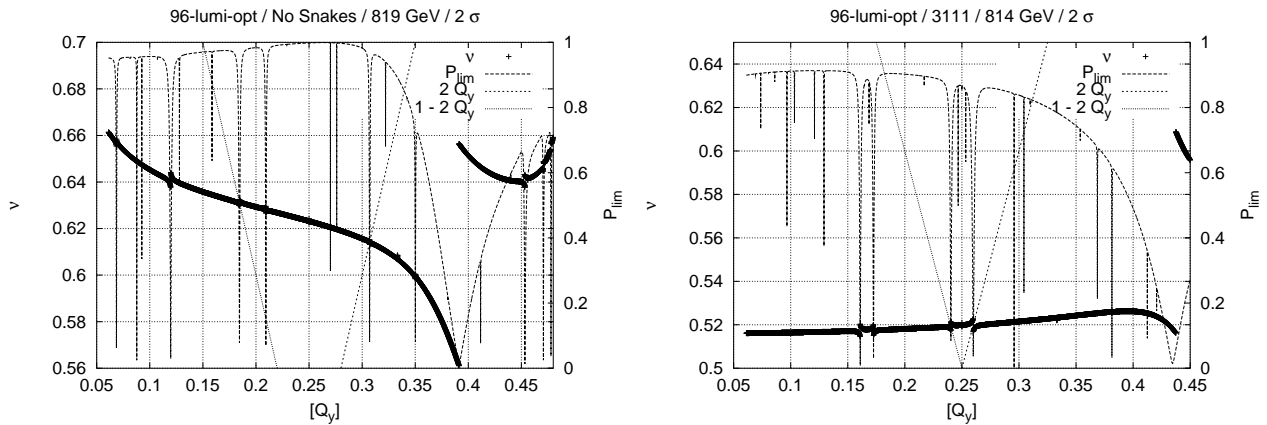 96-lumi-opt / No Snakes / 819 GeV / 2 σ
ν
P_lim
2 Q_y
1 - 2 Q_y
0.7
0.68
0.66
0.64
0.62
0.6
0.58
0.56
ν
1
0.8
0.6
0.4
0.2
0
P_lim
0.05 0.1 0.15 0.2 0.25 0.3 0.35 0.4 0.45
[Q_y]
96-lumi-opt / 3111 / 814 GeV / 2 σ
ν
P_lim
2 Q_y
1 - 2 Q_y
0.64
0.62
0.6
0.58
0.56
0.54
0.52
0.5
ν
1
0.8
0.6
0.4
0.2
0
P_lim
0.05 0.1 0.15 0.2 0.25 0.3 0.35 0.4 0.45
[Q_y]